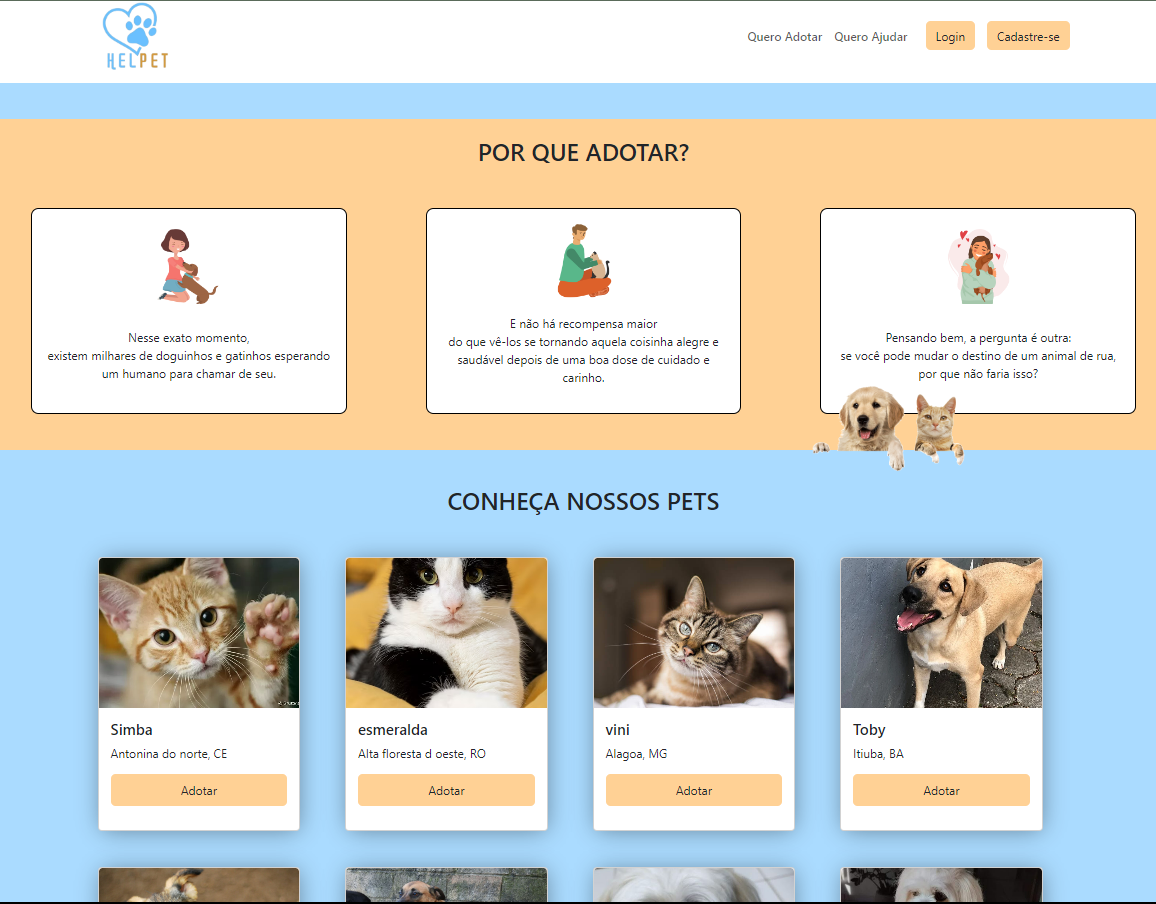 HELPET
Quero Adotar Quero Ajudar Login Cadastre-se
POR QUE ADOTAR?
Nesse exato momento,
existem milhares de doguinhos e gatinhos esperando
um humano para chamar de seu.
E não há recompensa maior
do que vê-los se tornando aquela coisinha alegre e
saudável depois de uma boa dose de cuidado e
carinho.
Pensando bem, a pergunta é outra:
se você pode mudar o destino de um animal de rua,
por que não faria isso?
CONHEÇA NOSSOS PETS
Simba
Antonina do norte, CE
Adotar
esmeralda
Alta floresta d oeste, RO
Adotar
vini
Alagoa, MG
Adotar
Toby
Itiuba, BA
Adotar